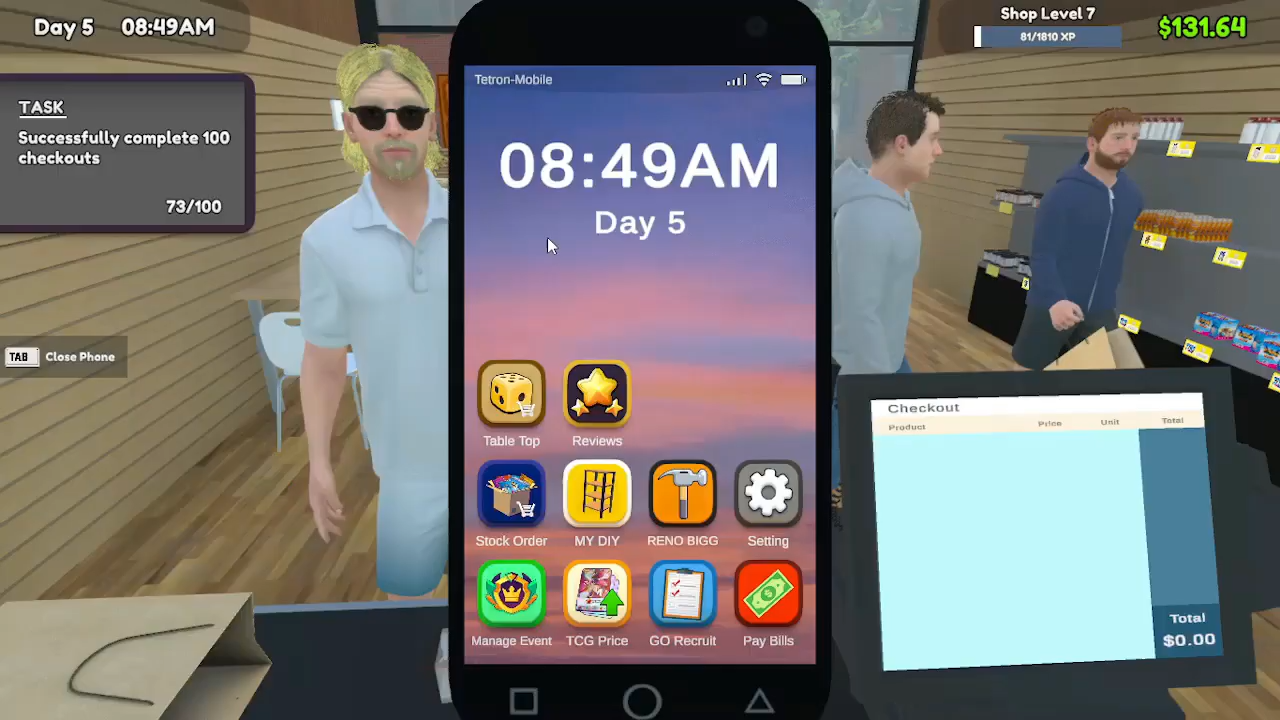 Day 5 08:49AM
Shop Level 7
81/1810 XP
$131.64
TASK
Successfully complete 100
checkouts
73/100
TAB Close Phone
Tetron-Mobile
08:49AM
Day 5
Table Top
Reviews
Stock Order
MY DIY
RENO BIGG
Setting
Manage Event
TCG Price
GO Recruit
Pay Bills
Checkout
Product Price Unit Total
Total
$0.00